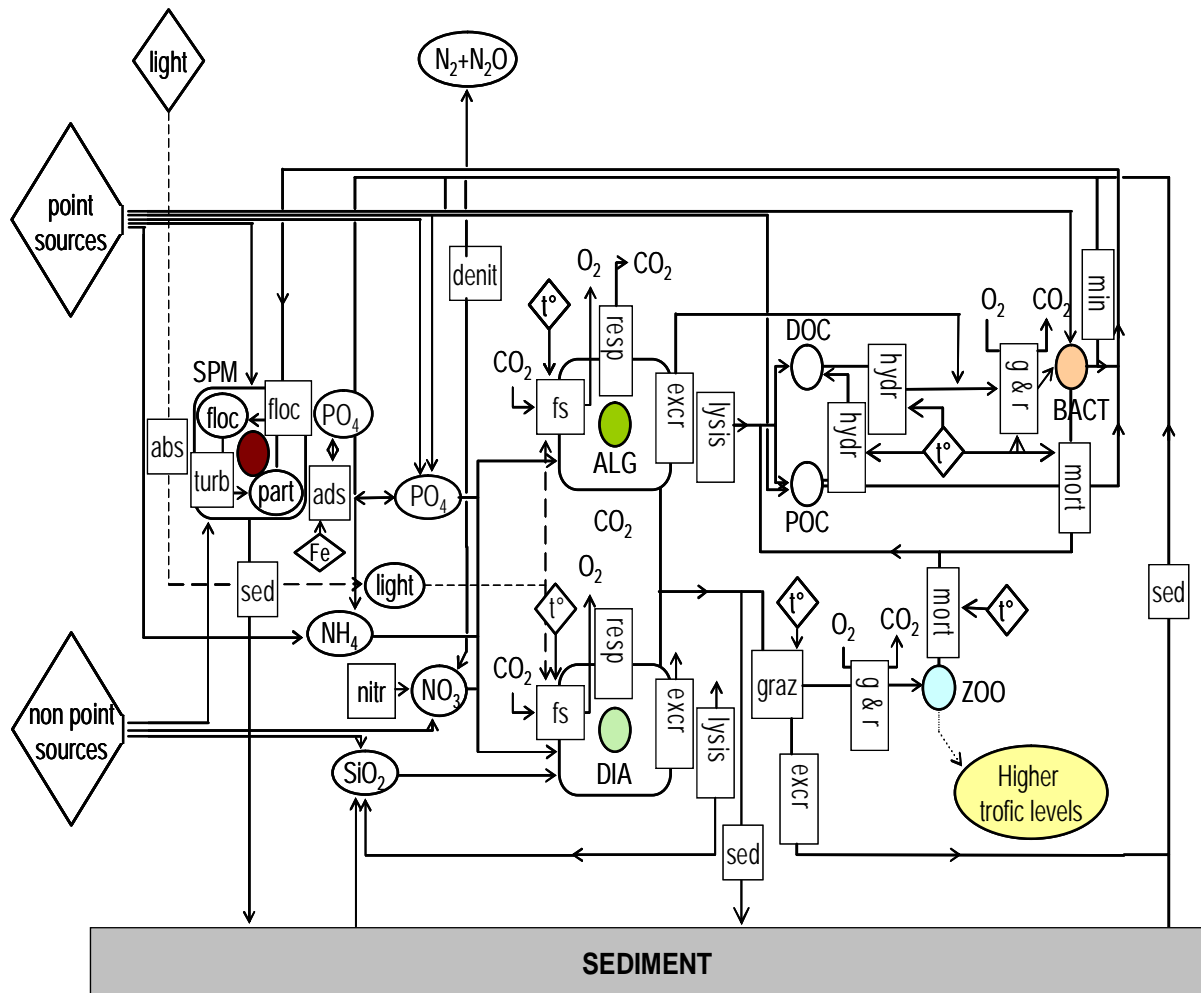 light
N₂+N₂O
point
sources
denit
O₂
CO₂
t°
resp
CO₂
fs
ALG
excr
lysis
DOC
hydr
hydr
POC
t°
O₂
CO₂
g & r
BACT
min
mort
SPM
floc
floc
turb
part
PO₄
ads
Fe
PO₄
abs
sed
light
NH₄
nitr
NO₃
SiO₂
non point
sources
CO₂
O₂
t°
resp
CO₂
fs
DIA
excr
lysis
sed
t°
graz
excr
O₂
CO₂
g & r
mort
t°
ZOO
Higher
trofic levels
sed
SEDIMENT